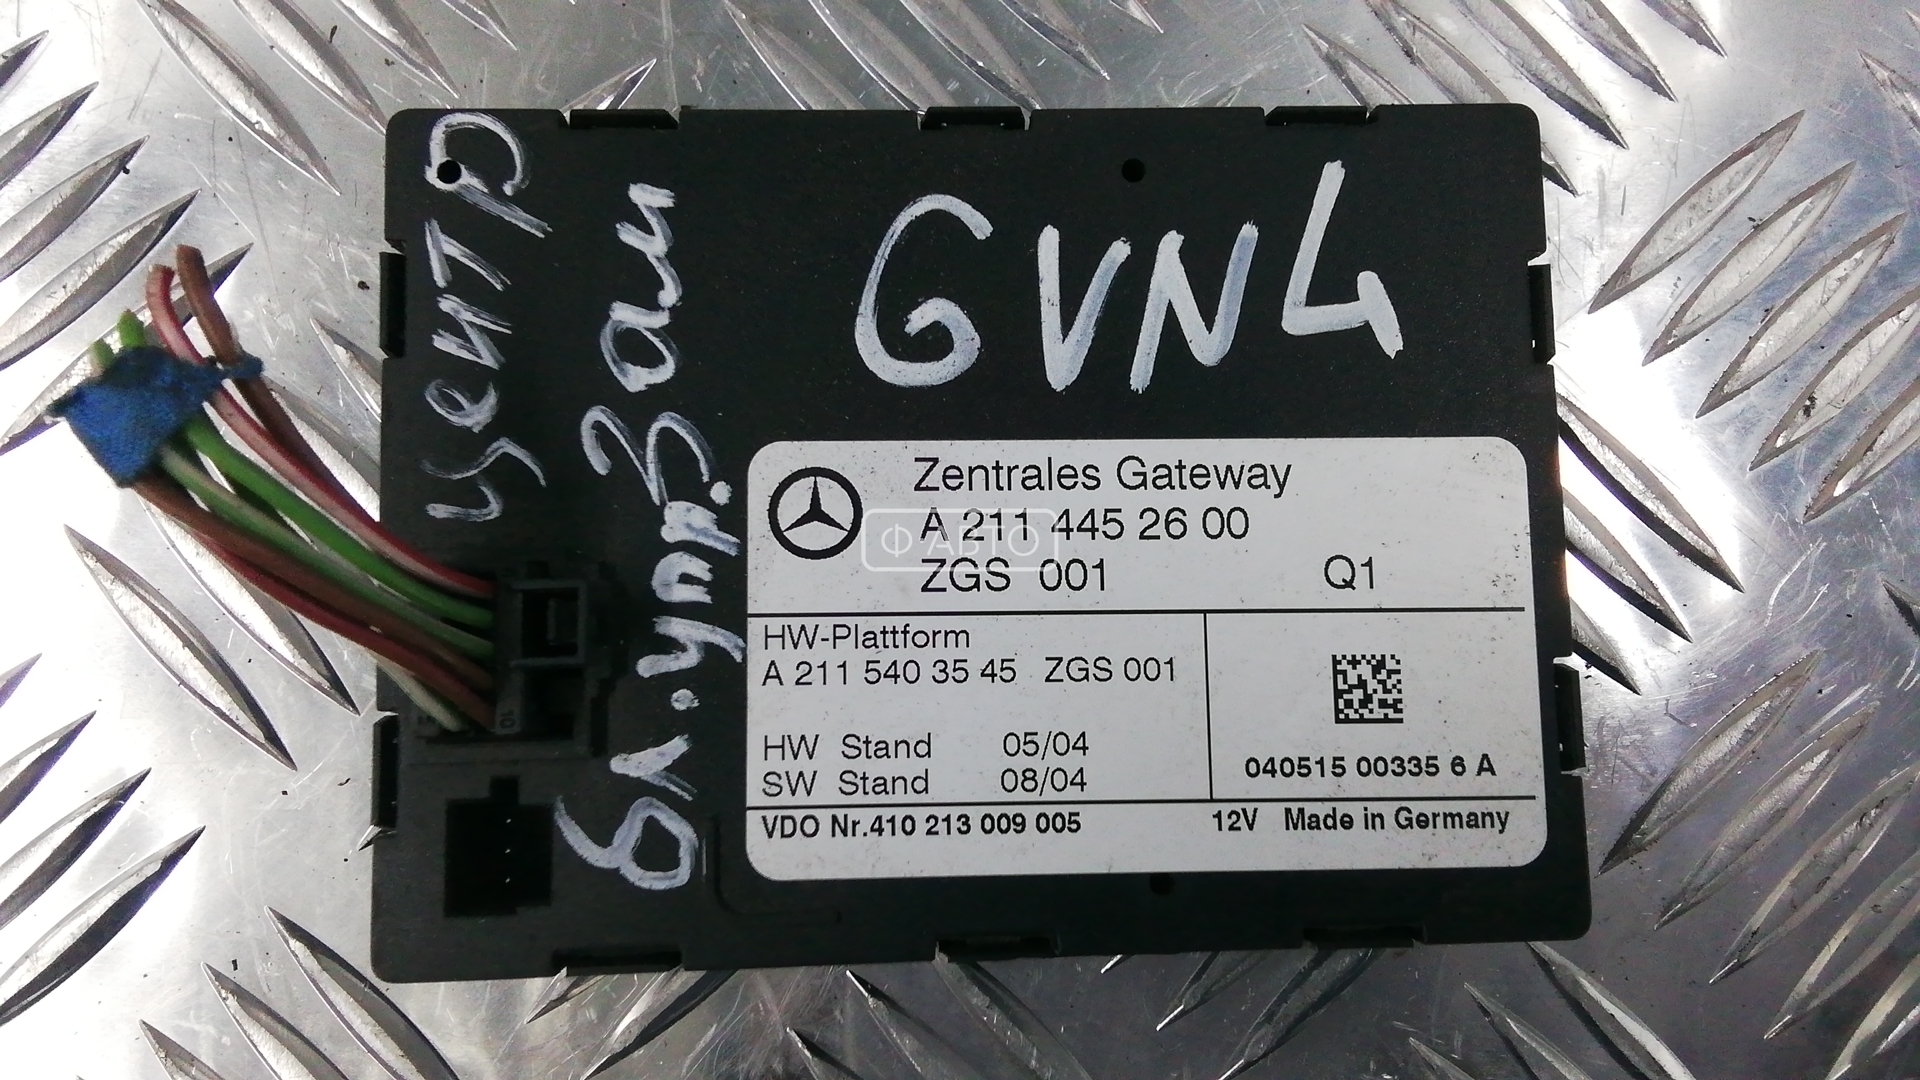 GVN4
центр
бл. упр. Зам
Zentrales Gateway
A 211 445 26 00
ZGS 001 Q1
Ф АВТО
HW-Plattform
A 211 540 35 45 ZGS 001
HW Stand 05/04
SW Stand 08/04
040515 00335 6 A
VDO Nr.410 213 009 005
12V Made in Germany
10